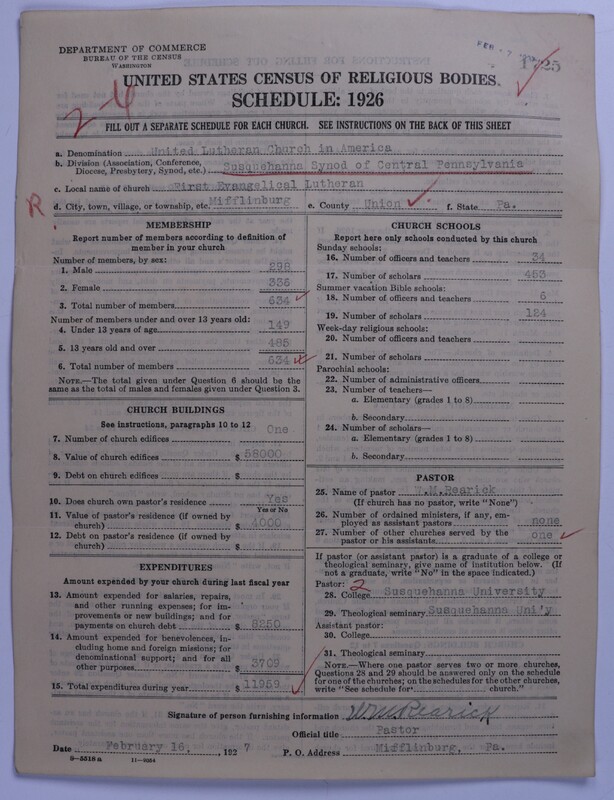 DEPARTMENT OF COMMERCE
BUREAU OF THE CENSUS
WASHINGTON
FEB 7
1725
UNITED STATES CENSUS OF RELIGIOUS BODIES
SCHEDULE: 1926
2-4
FILL OUT A SEPARATE SCHEDULE FOR EACH CHURCH. SEE INSTRUCTIONS ON THE BACK OF THIS SHEET
a. Denomination United Lutheran Church in America
b. Division (Association, Conference, Diocese, Presbytery, Synod, etc.) Susquehanna Synod of Central Pennsylvania
c. Local name of church First Evangelical Lutheran
R d. City, town, village, or township, etc. Mifflinburg e. County Union f. State Pa.
MEMBERSHIP
Report number of members according to definition of
member in your church
Number of members, by sex:
1. Male 298
2. Female 336
3. Total number of members 634
Number of members under and over 13 years old:
4. Under 13 years of age 149
5. 13 years old and over 485
6. Total number of members 634
NOTE.—The total given under Question 6 should be
same as the total of males and females given under Question 3.
CHURCH BUILDINGS
See instructions, paragraphs 10 to 12
7. Number of church edifices One
8. Value of church edifices $ 58000
9. Debt on church edifices $
10. Does church own pastor's residence Yes
Yes or No
11. Value of pastor's residence (if owned by
church) $ 4000
12. Debt on pastor's residence (if owned by
church) $
EXPENDITURES
Amount expended by your church during last fiscal year
13. Amount expended for salaries, repairs,
and other running expenses; for im-
provements or new buildings; and for
payments on church debt $ 8250
14. Amount expended for benevolences, in-
cluding home and foreign missions; for
denominational support; and for all
other purposes $ 3709
15. Total expenditures during year $ 11959
CHURCH SCHOOLS
Report here only schools conducted by this church
Sunday schools:
16. Number of officers and teachers 34
17. Number of scholars 453
Summer vacation Bible schools:
18. Number of officers and teachers 6
19. Number of scholars 124
Week-day religious schools:
20. Number of officers and teachers
21. Number of scholars
Parochial schools:
22. Number of administrative officers
23. Number of teachers—
a. Elementary (grades 1 to 8)
b. Secondary
24. Number of scholars—
a. Elementary (grades 1 to 8)
b. Secondary
PASTOR
25. Name of pastor W.M.Rearick
(If church has no pastor, write "None")
26. Number of ordained ministers, if any, em-
ployed as assistant pastors none
27. Number of other churches served by the
pastor or his assistants one
If pastor (or assistant pastor) is a graduate of a college or
theological seminary, give name of institution below. (If
not a graduate, write "No" in the space indicated.)
Pastor: 2
28. College Susquehanna University
29. Theological seminary Susquehanna Uni'y
Assistant pastor:
30. College
31. Theological seminary
NOTE.—Where one pastor serves two or more churches,
Questions 28 and 29 should be answered only on the schedule
for one of the churches; on the schedules for the other churches,
write "See schedule for church."
Signature of person furnishing information W.M. Rearick
Official title Pastor
Date February 16, 1927 P. O. Address Mifflinburg, Pa.
9-5518 a 11-9554